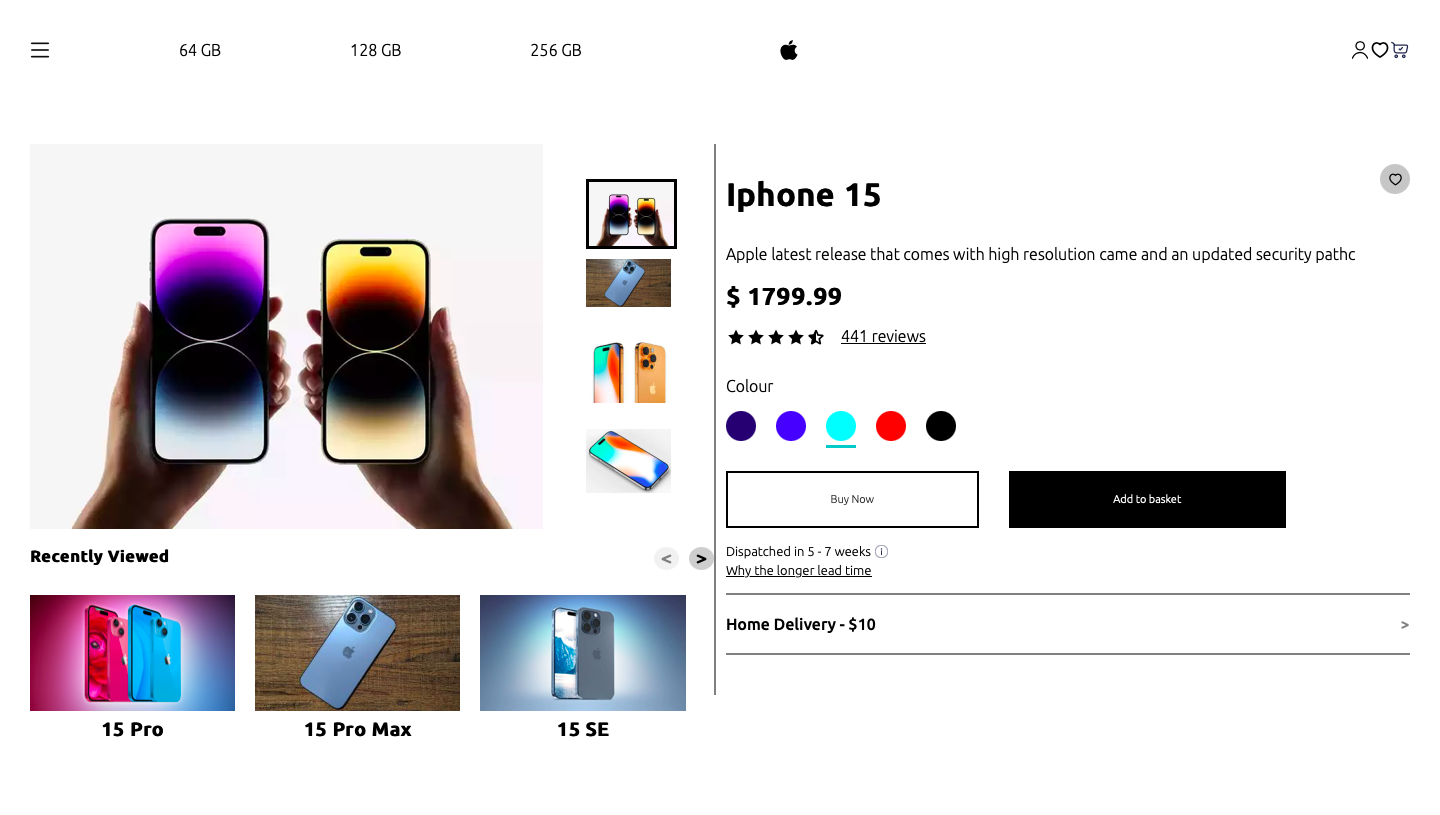 64 GB
128 GB
256 GB
Iphone 15
Apple latest release that comes with high resolution came and an updated security pathc
$ 1799.99
441 reviews
Colour
Buy Now
Add to basket
Dispatched in 5 - 7 weeks ⓘ
Why the longer lead time
Home Delivery - $10 >
Recently Viewed < >
15 Pro
15 Pro Max
15 SE